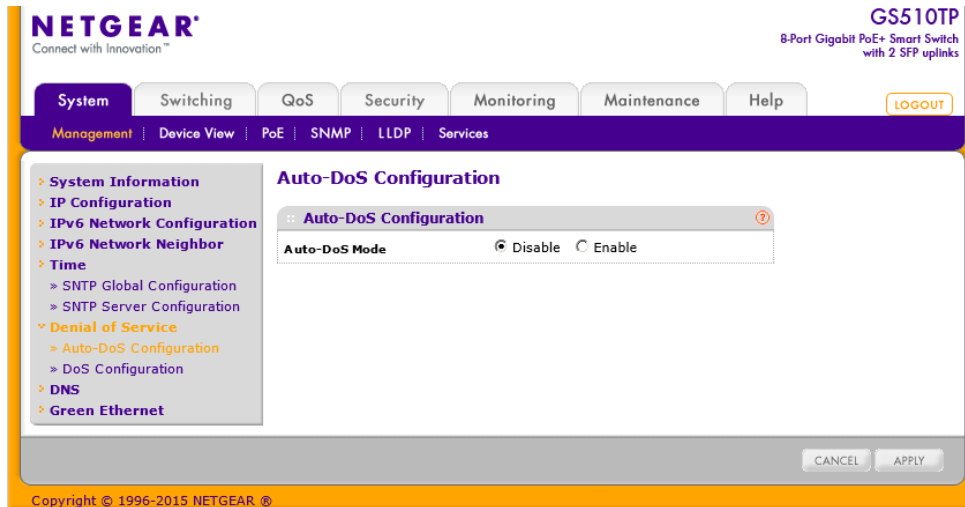 NETGEAR®
Connect with Innovation™
GS510TP
8-Port Gigabit PoE+ Smart Switch
with 2 SFP uplinks
System Switching QoS Security Monitoring Maintenance Help LOGOUT
Management | Device View | PoE | SNMP | LLDP | Services
System Information
IP Configuration
IPv6 Network Configuration
IPv6 Network Neighbor
Time
» SNTP Global Configuration
» SNTP Server Configuration
Denial of Service
» Auto-DoS Configuration
» DoS Configuration
DNS
Green Ethernet
Auto-DoS Configuration
:: Auto-DoS Configuration ?
Auto-DoS Mode Disable Enable
CANCEL APPLY
Copyright © 1996-2015 NETGEAR ®